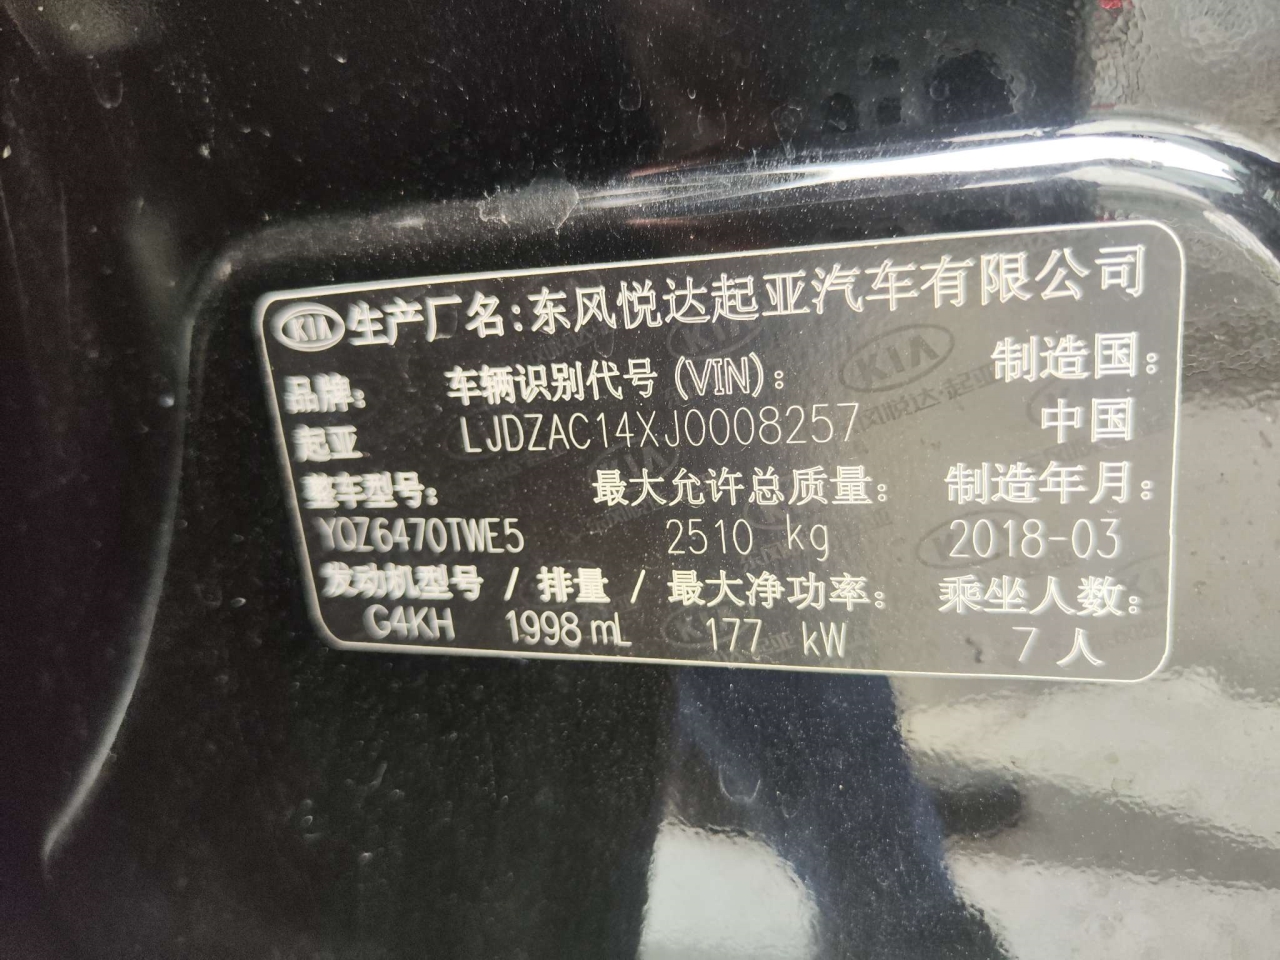 KIA 生产厂名:东风悦达起亚汽车有限公司
品牌: 车辆识别代号(VIN): 制造国:
起亚 LJDZAC14XJ0008257 中国
整车型号: 最大允许总质量: 制造年月:
YQZ6470TWE5 2510 kg 2018-03
发动机型号 / 排量 / 最大净功率: 乘坐人数:
G4KH 1998mL 177 kW 7人